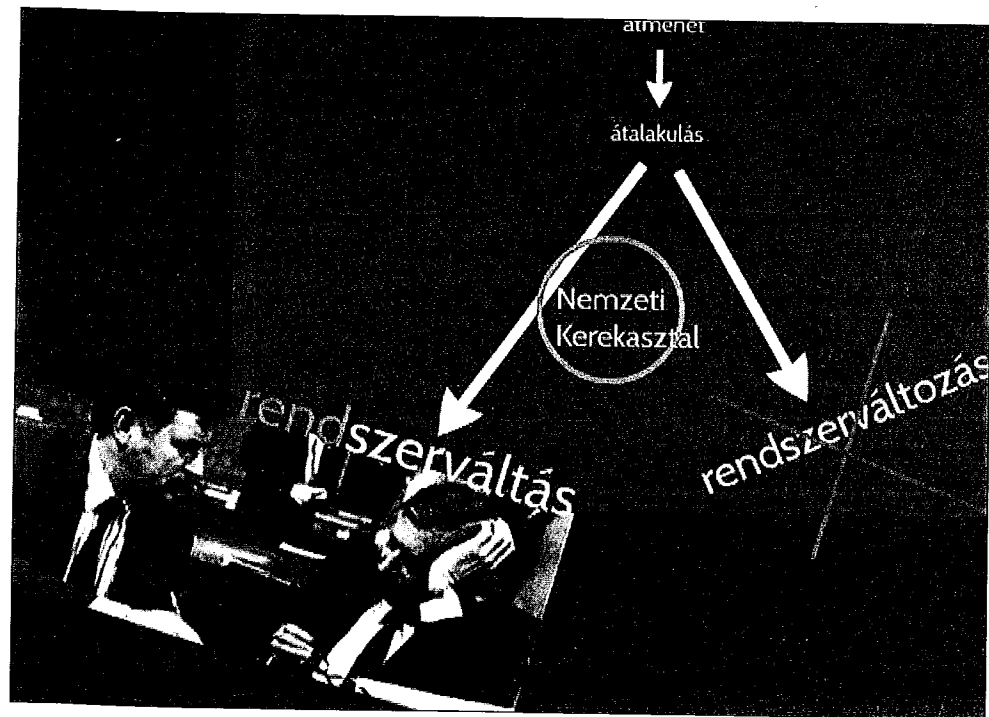 átmenet
átalakulás
Nemzeti
Kerekasztal
rendszerváltás
rendszerváltozás